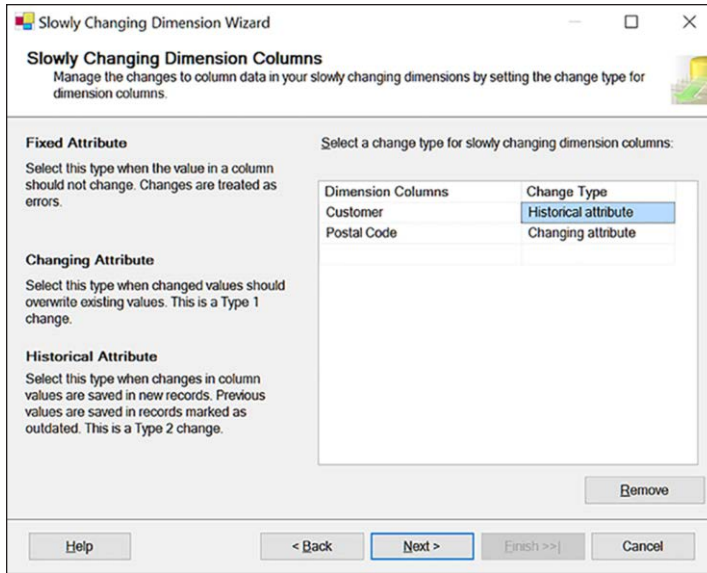 Slowly Changing Dimension Wizard
Slowly Changing Dimension Columns
Manage the changes to column data in your slowly changing dimensions by setting the change type for
dimension columns.
Fixed Attribute
Select this type when the value in a column
should not change. Changes are treated as
errors.
Changing Attribute
Select this type when changed values should
overwrite existing values. This is a Type 1
change.
Historical Attribute
Select this type when changes in column
values are saved in new records. Previous
values are saved in records marked as
outdated. This is a Type 2 change.
Select a change type for slowly changing dimension columns:
Dimension Columns Change Type
Customer Historical attribute
Postal Code Changing attribute
Remove
Help < Back Next > Finish >>| Cancel